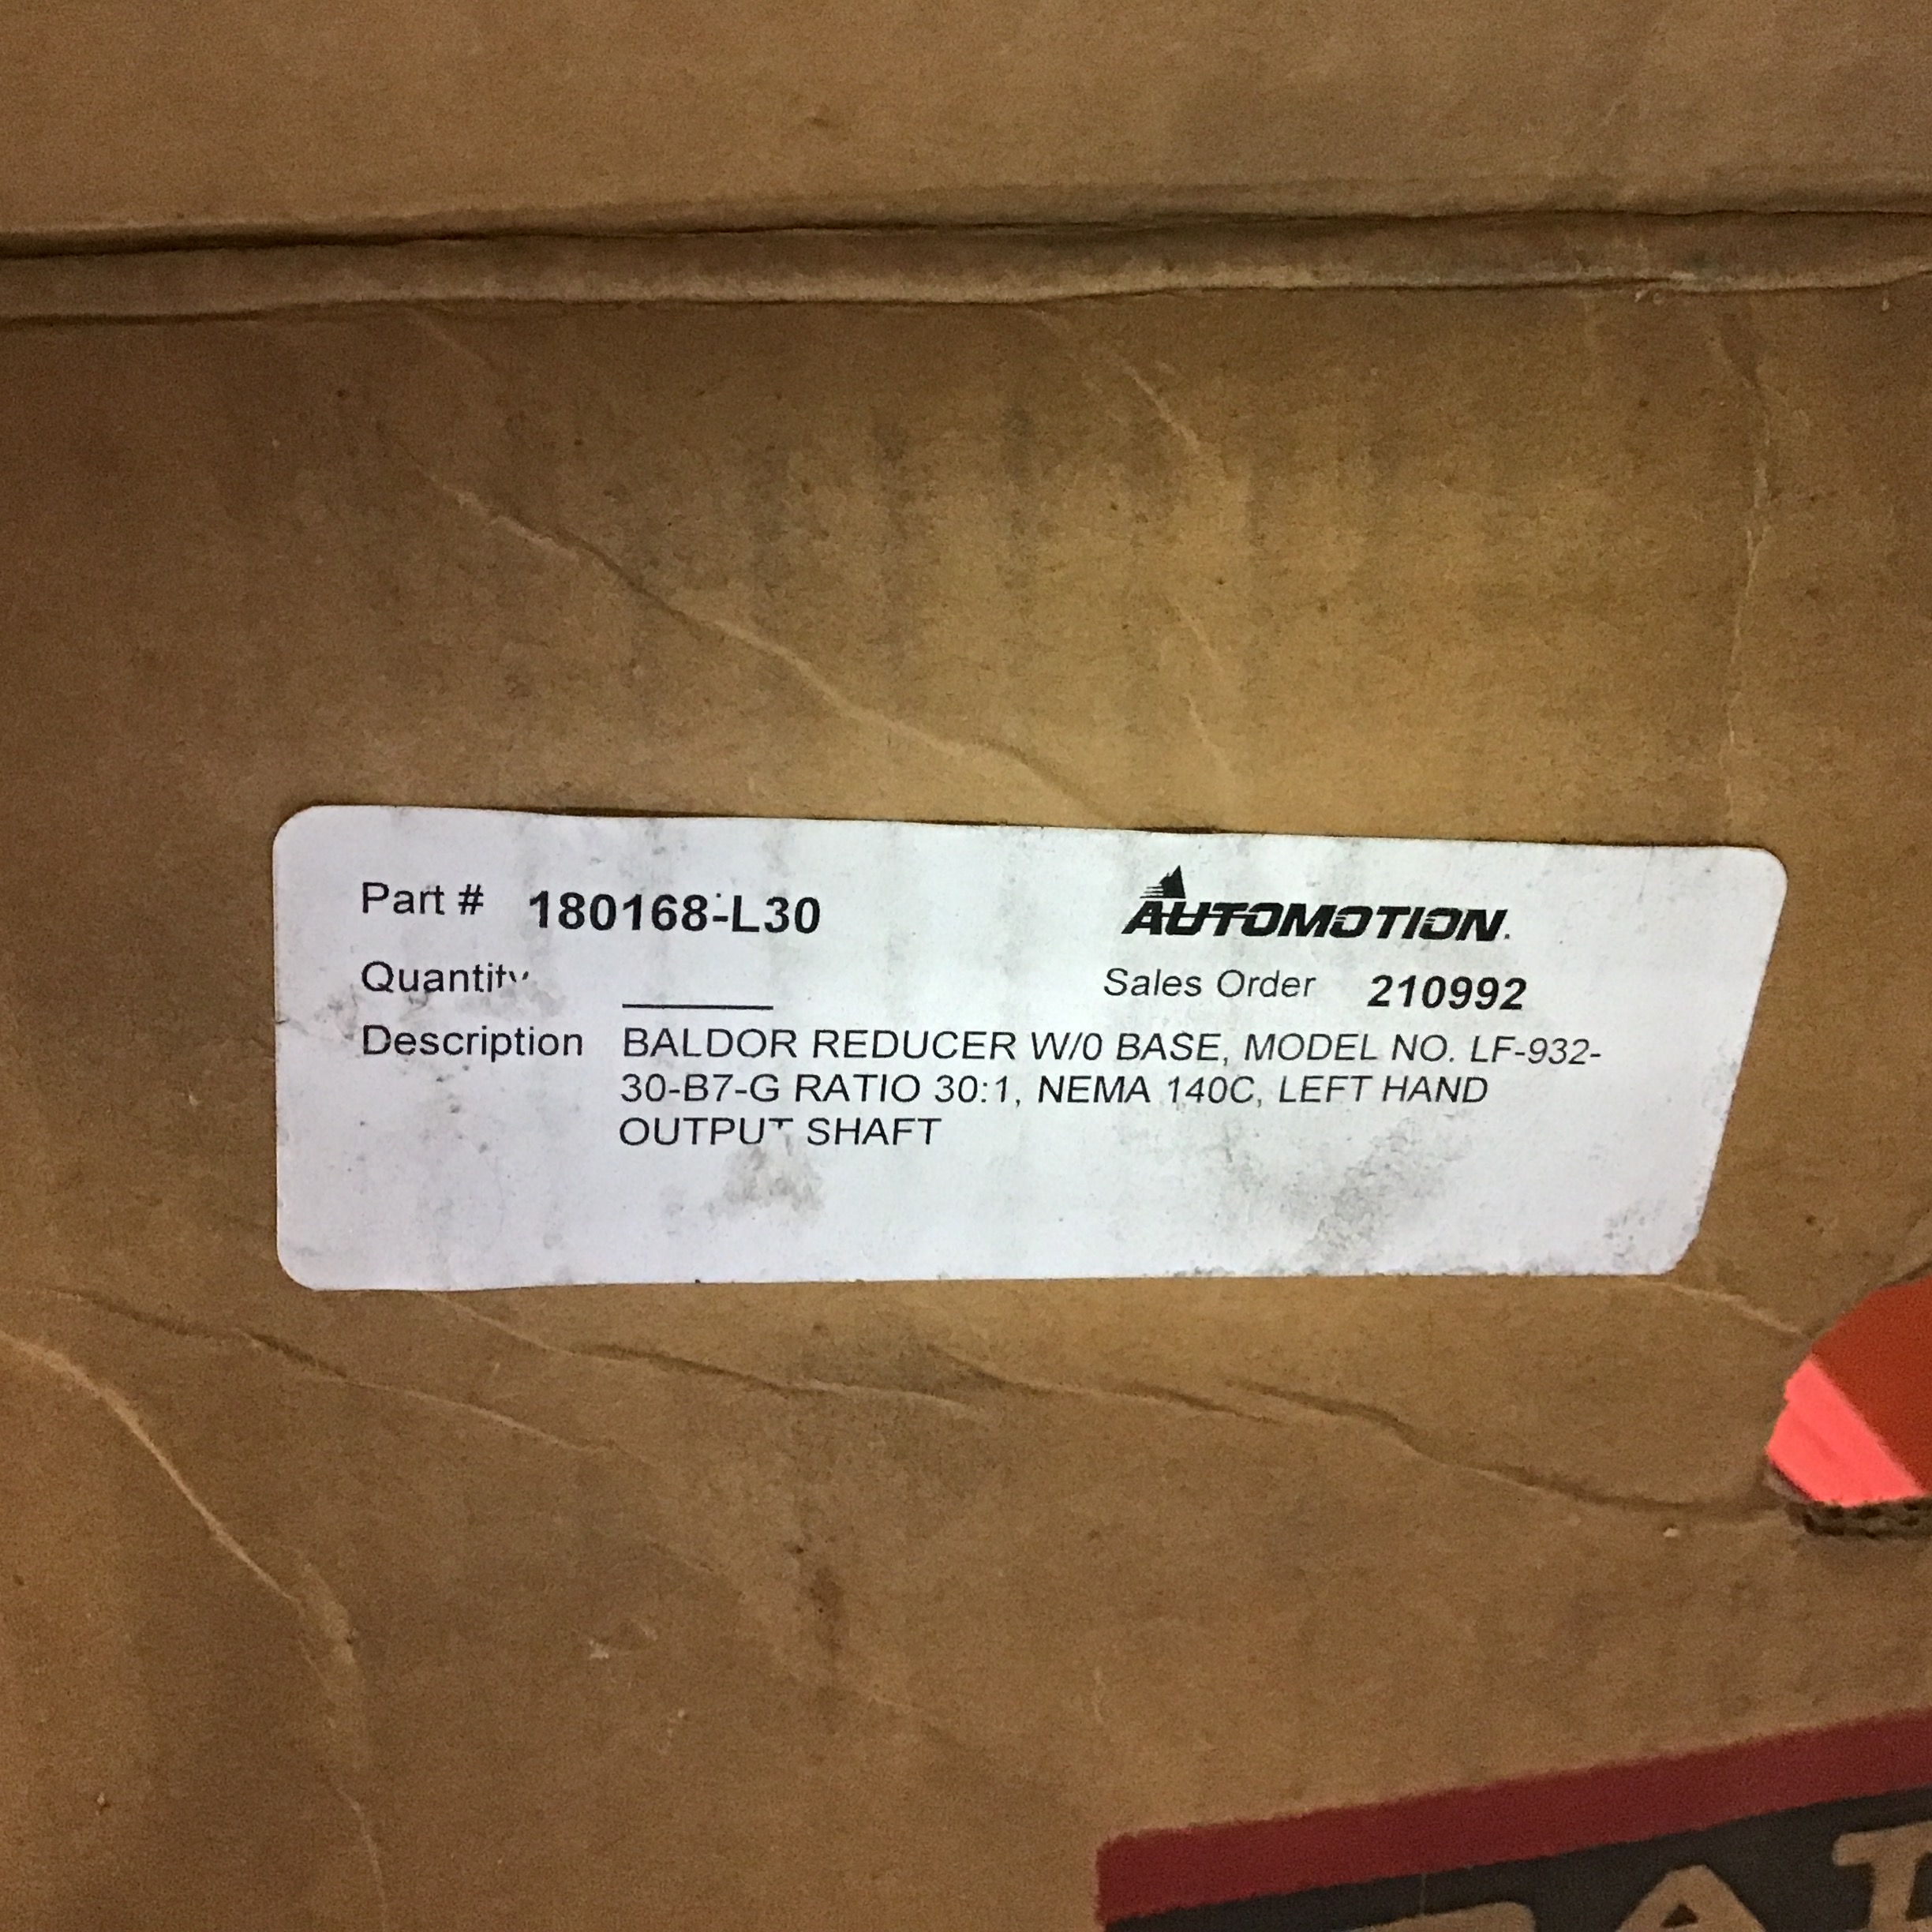 Part # 180168-L30
AUTOMOTION.
Quantity
Sales Order 210992
Description BALDOR REDUCER W/0 BASE, MODEL NO. LF-932-
30-B7-G RATIO 30:1, NEMA 140C, LEFT HAND
OUTPUT SHAFT